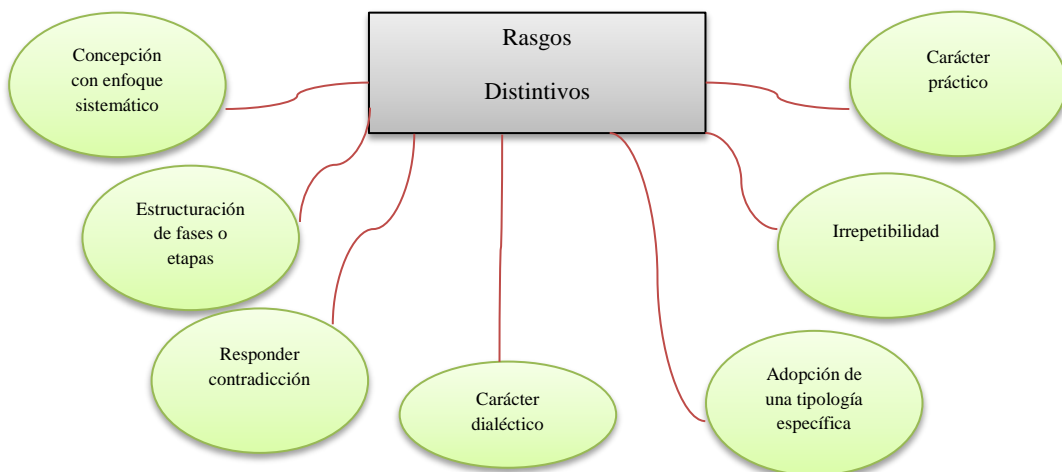 Rasgos
Distintivos
Concepción
con enfoque
sistemático
Estructuración
de fases o
etapas
Responder
contradicción
Carácter
dialéctico
Adopción de
una tipología
específica
Irrepetibilidad
Carácter
práctico